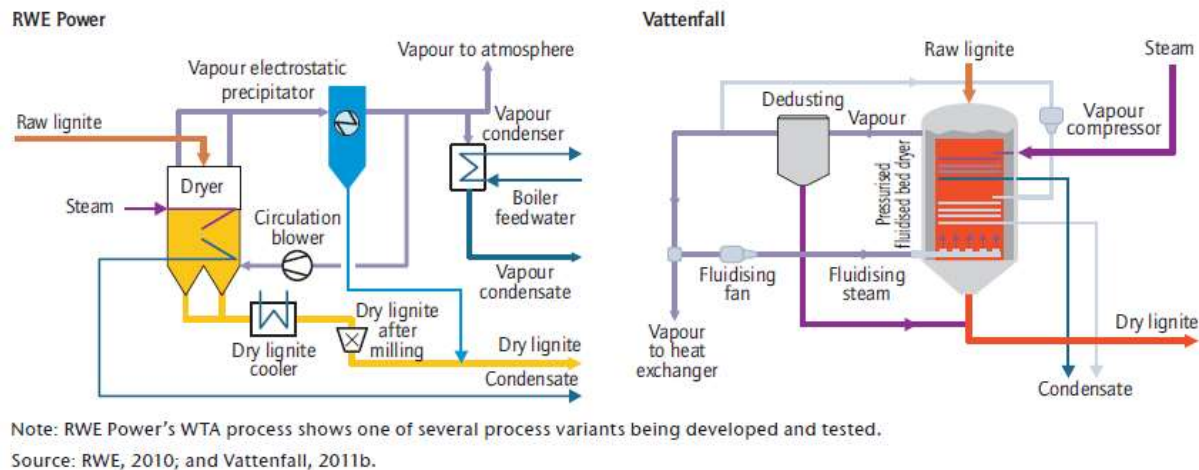 RWE Power
Vapour to atmosphere
Vapour electrostatic
precipitator
Raw lignite
Vapour
condenser
Dryer
Steam
Boiler
feedwater
Circulation
blower
Vapour
condensate
Dry lignite
after
milling
Dry lignite
cooler
Dry lignite
Condensate
Vattenfall
Raw lignite
Steam
Dedusting
Vapour
Vapour
compressor
Pressurised
fluidised bed dryer
Fluidising
fan
Fluidising
steam
Vapour
to heat
exchanger
Dry lignite
Condensate
Note: RWE Power's WTA process shows one of several process variants being developed and tested.
Source: RWE, 2010; and Vattenfall, 2011b.